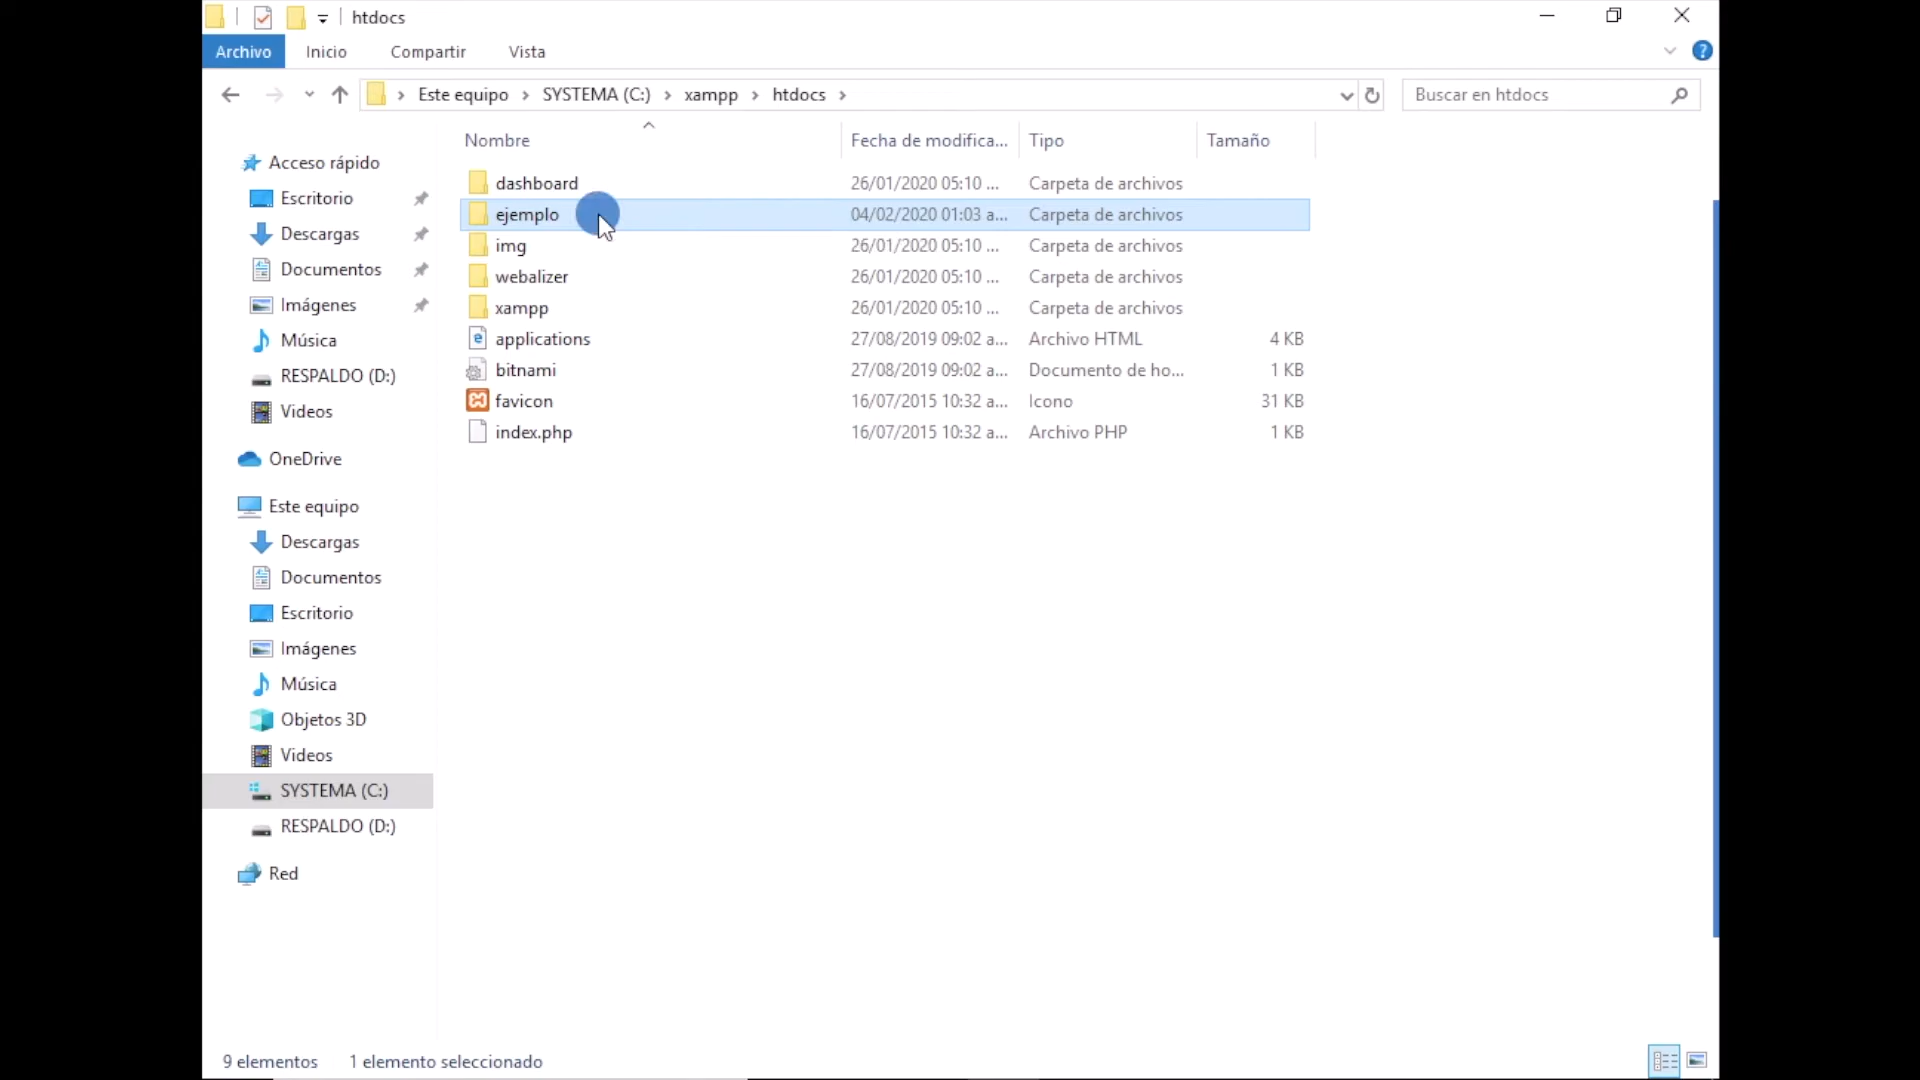 htdocs
Archivo Inicio Compartir Vista
Este equipo SYSTEMA (C:) xampp htdocs Buscar en htdocs
Nombre Fecha de modifica... Tipo Tamaño
dashboard 26/01/2020 05:10 ... Carpeta de archivos
ejemplo 04/02/2020 01:03 a... Carpeta de archivos
img 26/01/2020 05:10 ... Carpeta de archivos
webalizer 26/01/2020 05:10 ... Carpeta de archivos
xampp 26/01/2020 05:10 ... Carpeta de archivos
applications 27/08/2019 09:02 a... Archivo HTML 4 KB
bitnami 27/08/2019 09:02 a... Documento de ho... 1 KB
favicon 16/07/2015 10:32 a... Icono 31 KB
index.php 16/07/2015 10:32 a... Archivo PHP 1 KB
Acceso rápido
Escritorio
Descargas
Documentos
Imágenes
Música
RESPALDO (D:)
Videos
OneDrive
Este equipo
Descargas
Documentos
Escritorio
Imágenes
Música
Objetos 3D
Videos
SYSTEMA (C:)
RESPALDO (D:)
Red
9 elementos 1 elemento seleccionado